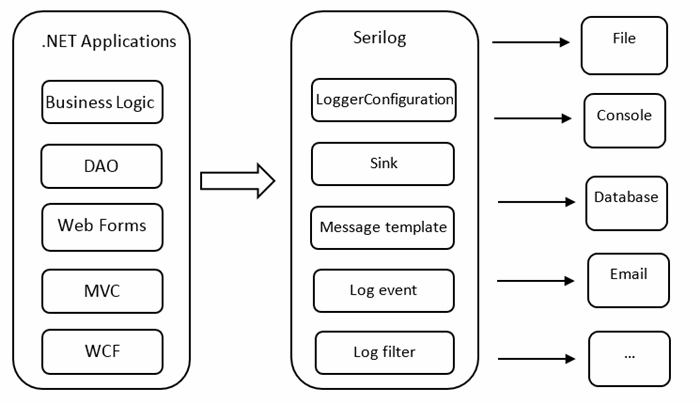 .NET Applications
Business Logic
DAO
Web Forms
MVC
WCF
Serilog
LoggerConfiguration
Sink
Message template
Log event
Log filter
File
Console
Database
Email
...